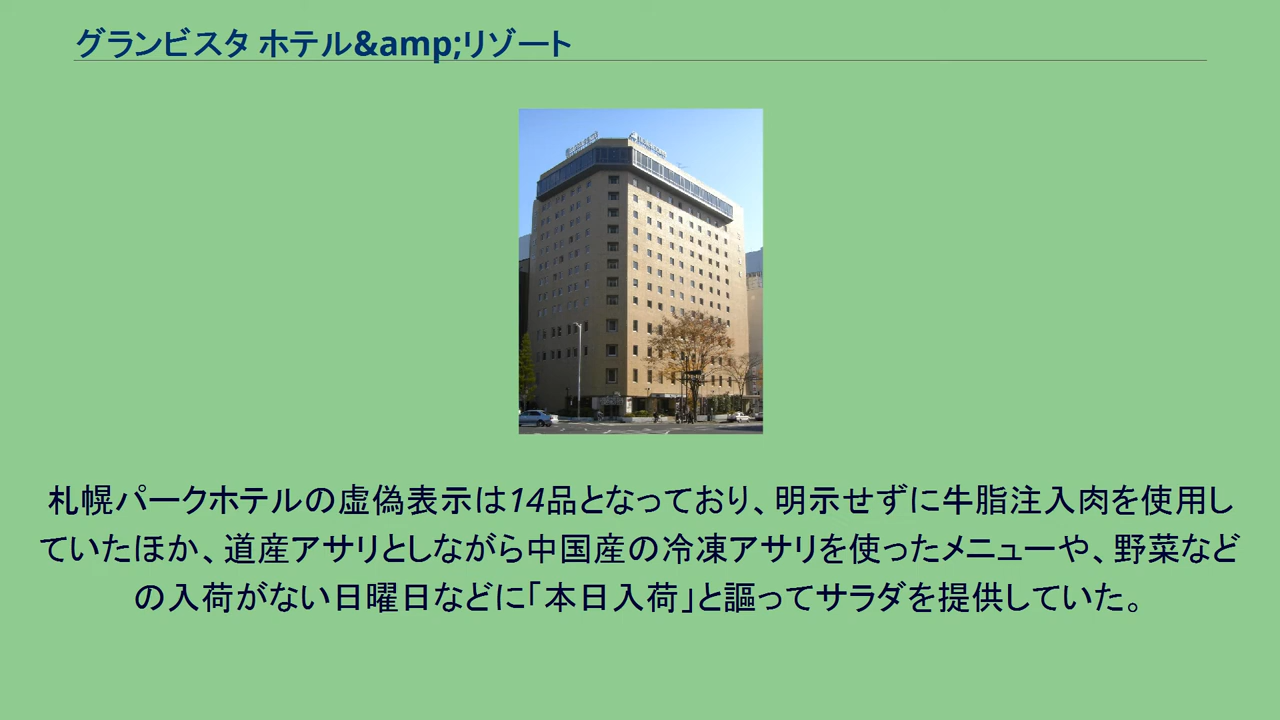 グランビスタ ホテル&amp;リゾート
札幌パークホテルの虚偽表示は14品となっており、明示せずに牛脂注入肉を使用し
ていたほか、道産アサリとしながら中国産の冷凍アサリを使ったメニューや、野菜など
の入荷がない日曜日などに「本日入荷」と謳ってサラダを提供していた。